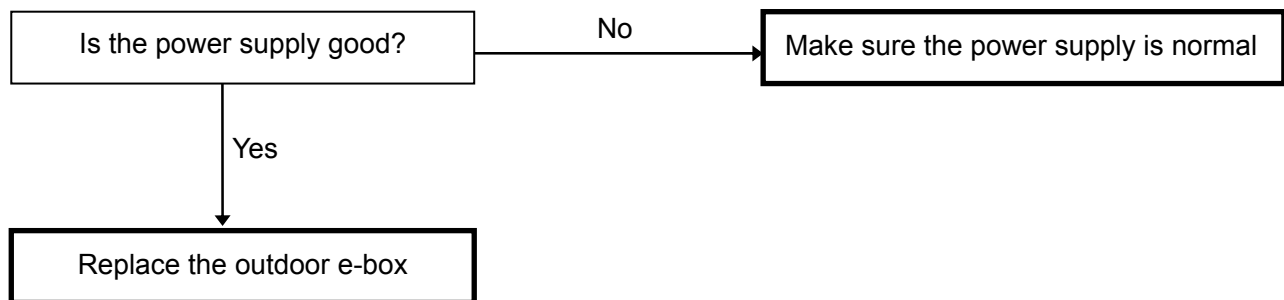 Is the power supply good?
No
Make sure the power supply is normal
Yes
Replace the outdoor e-box